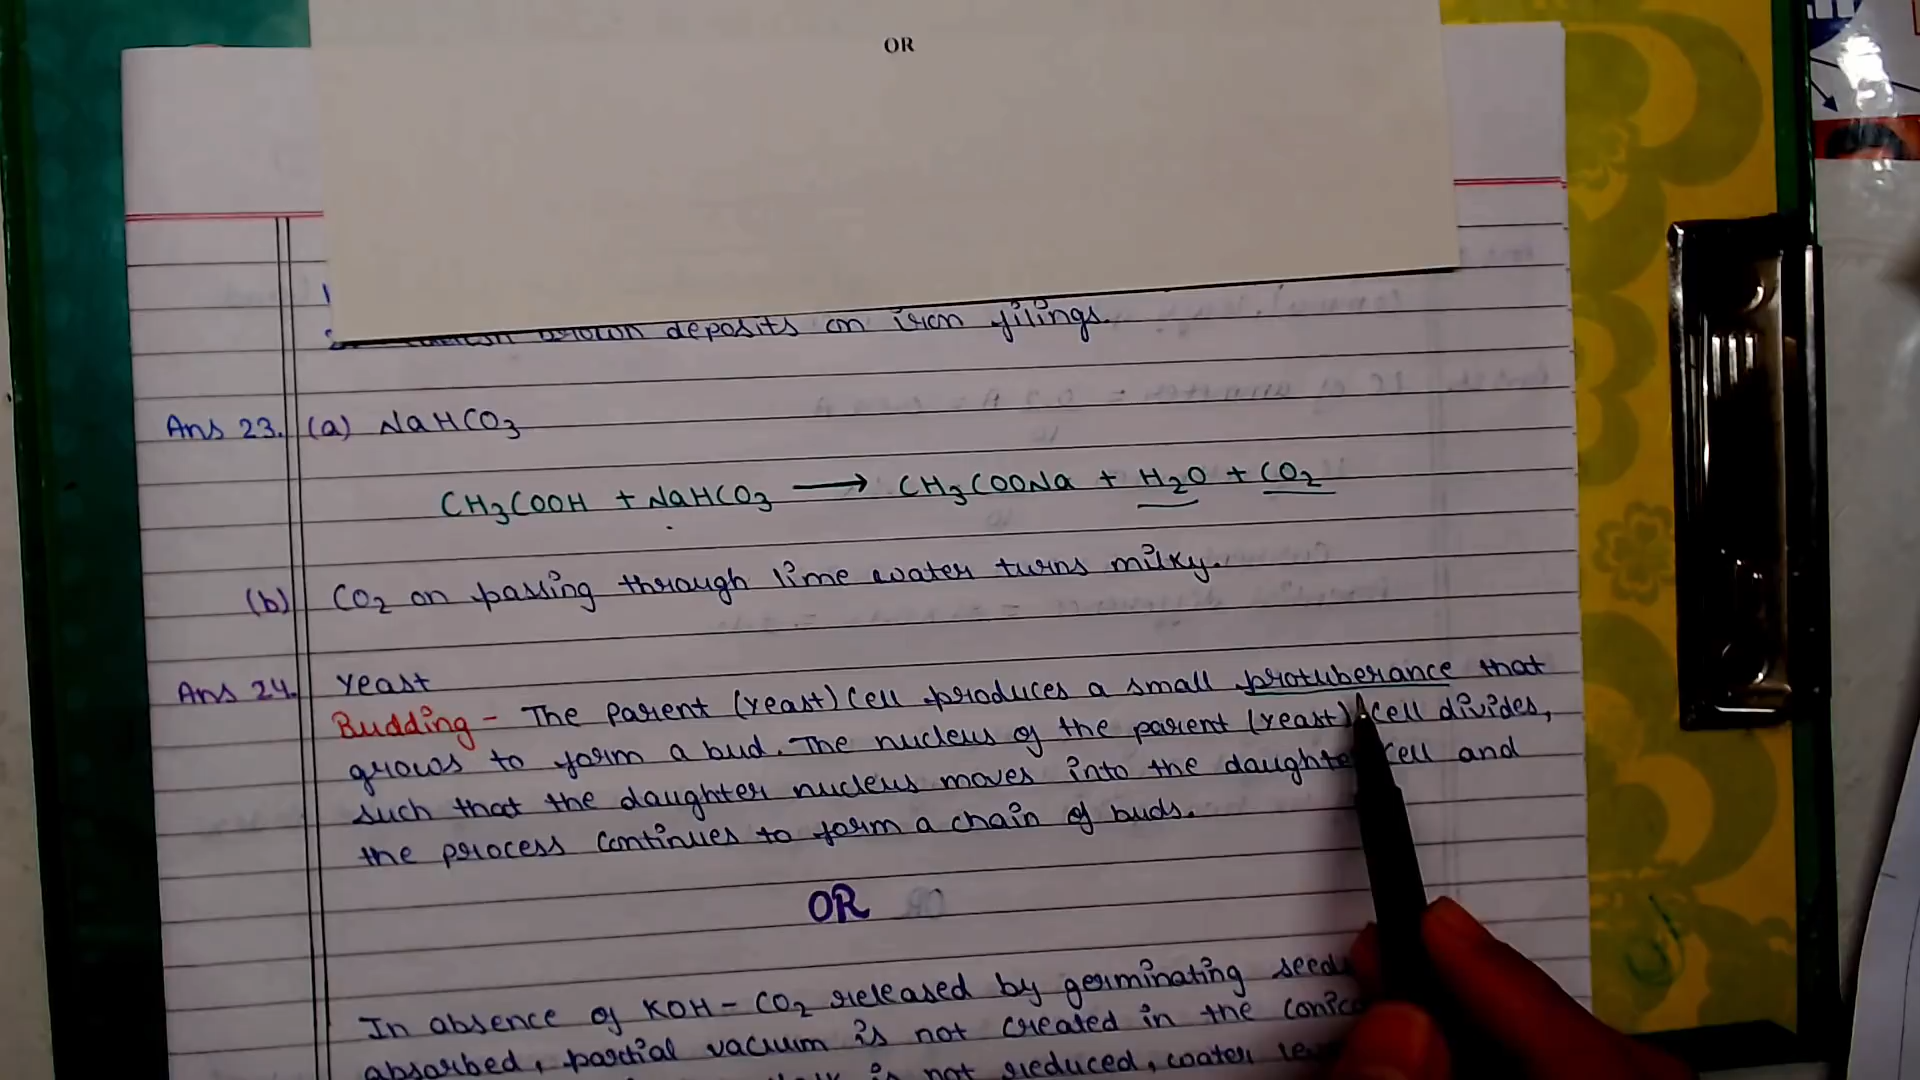 OR
brown deposits on iron filings.
Ans 23. (a) NaHCO3
CH3COOH + NaHCO3 ⟶ CH3COONa + H2O + CO2
(b) CO2 on passing through lime water turns milky.
Ans 24. Yeast
Budding - The parent (yeast) cell produces a small protuberance that
grows to form a bud. The nucleus of the parent (yeast) cell divides,
such that the daughter nucleus moves into the daughter cell and
the process continues to form a chain of buds.
OR
In absence of KOH - CO2 released by germinating seeds
absorbed, partial vacuum is not created in the conica
is not reduced, water le